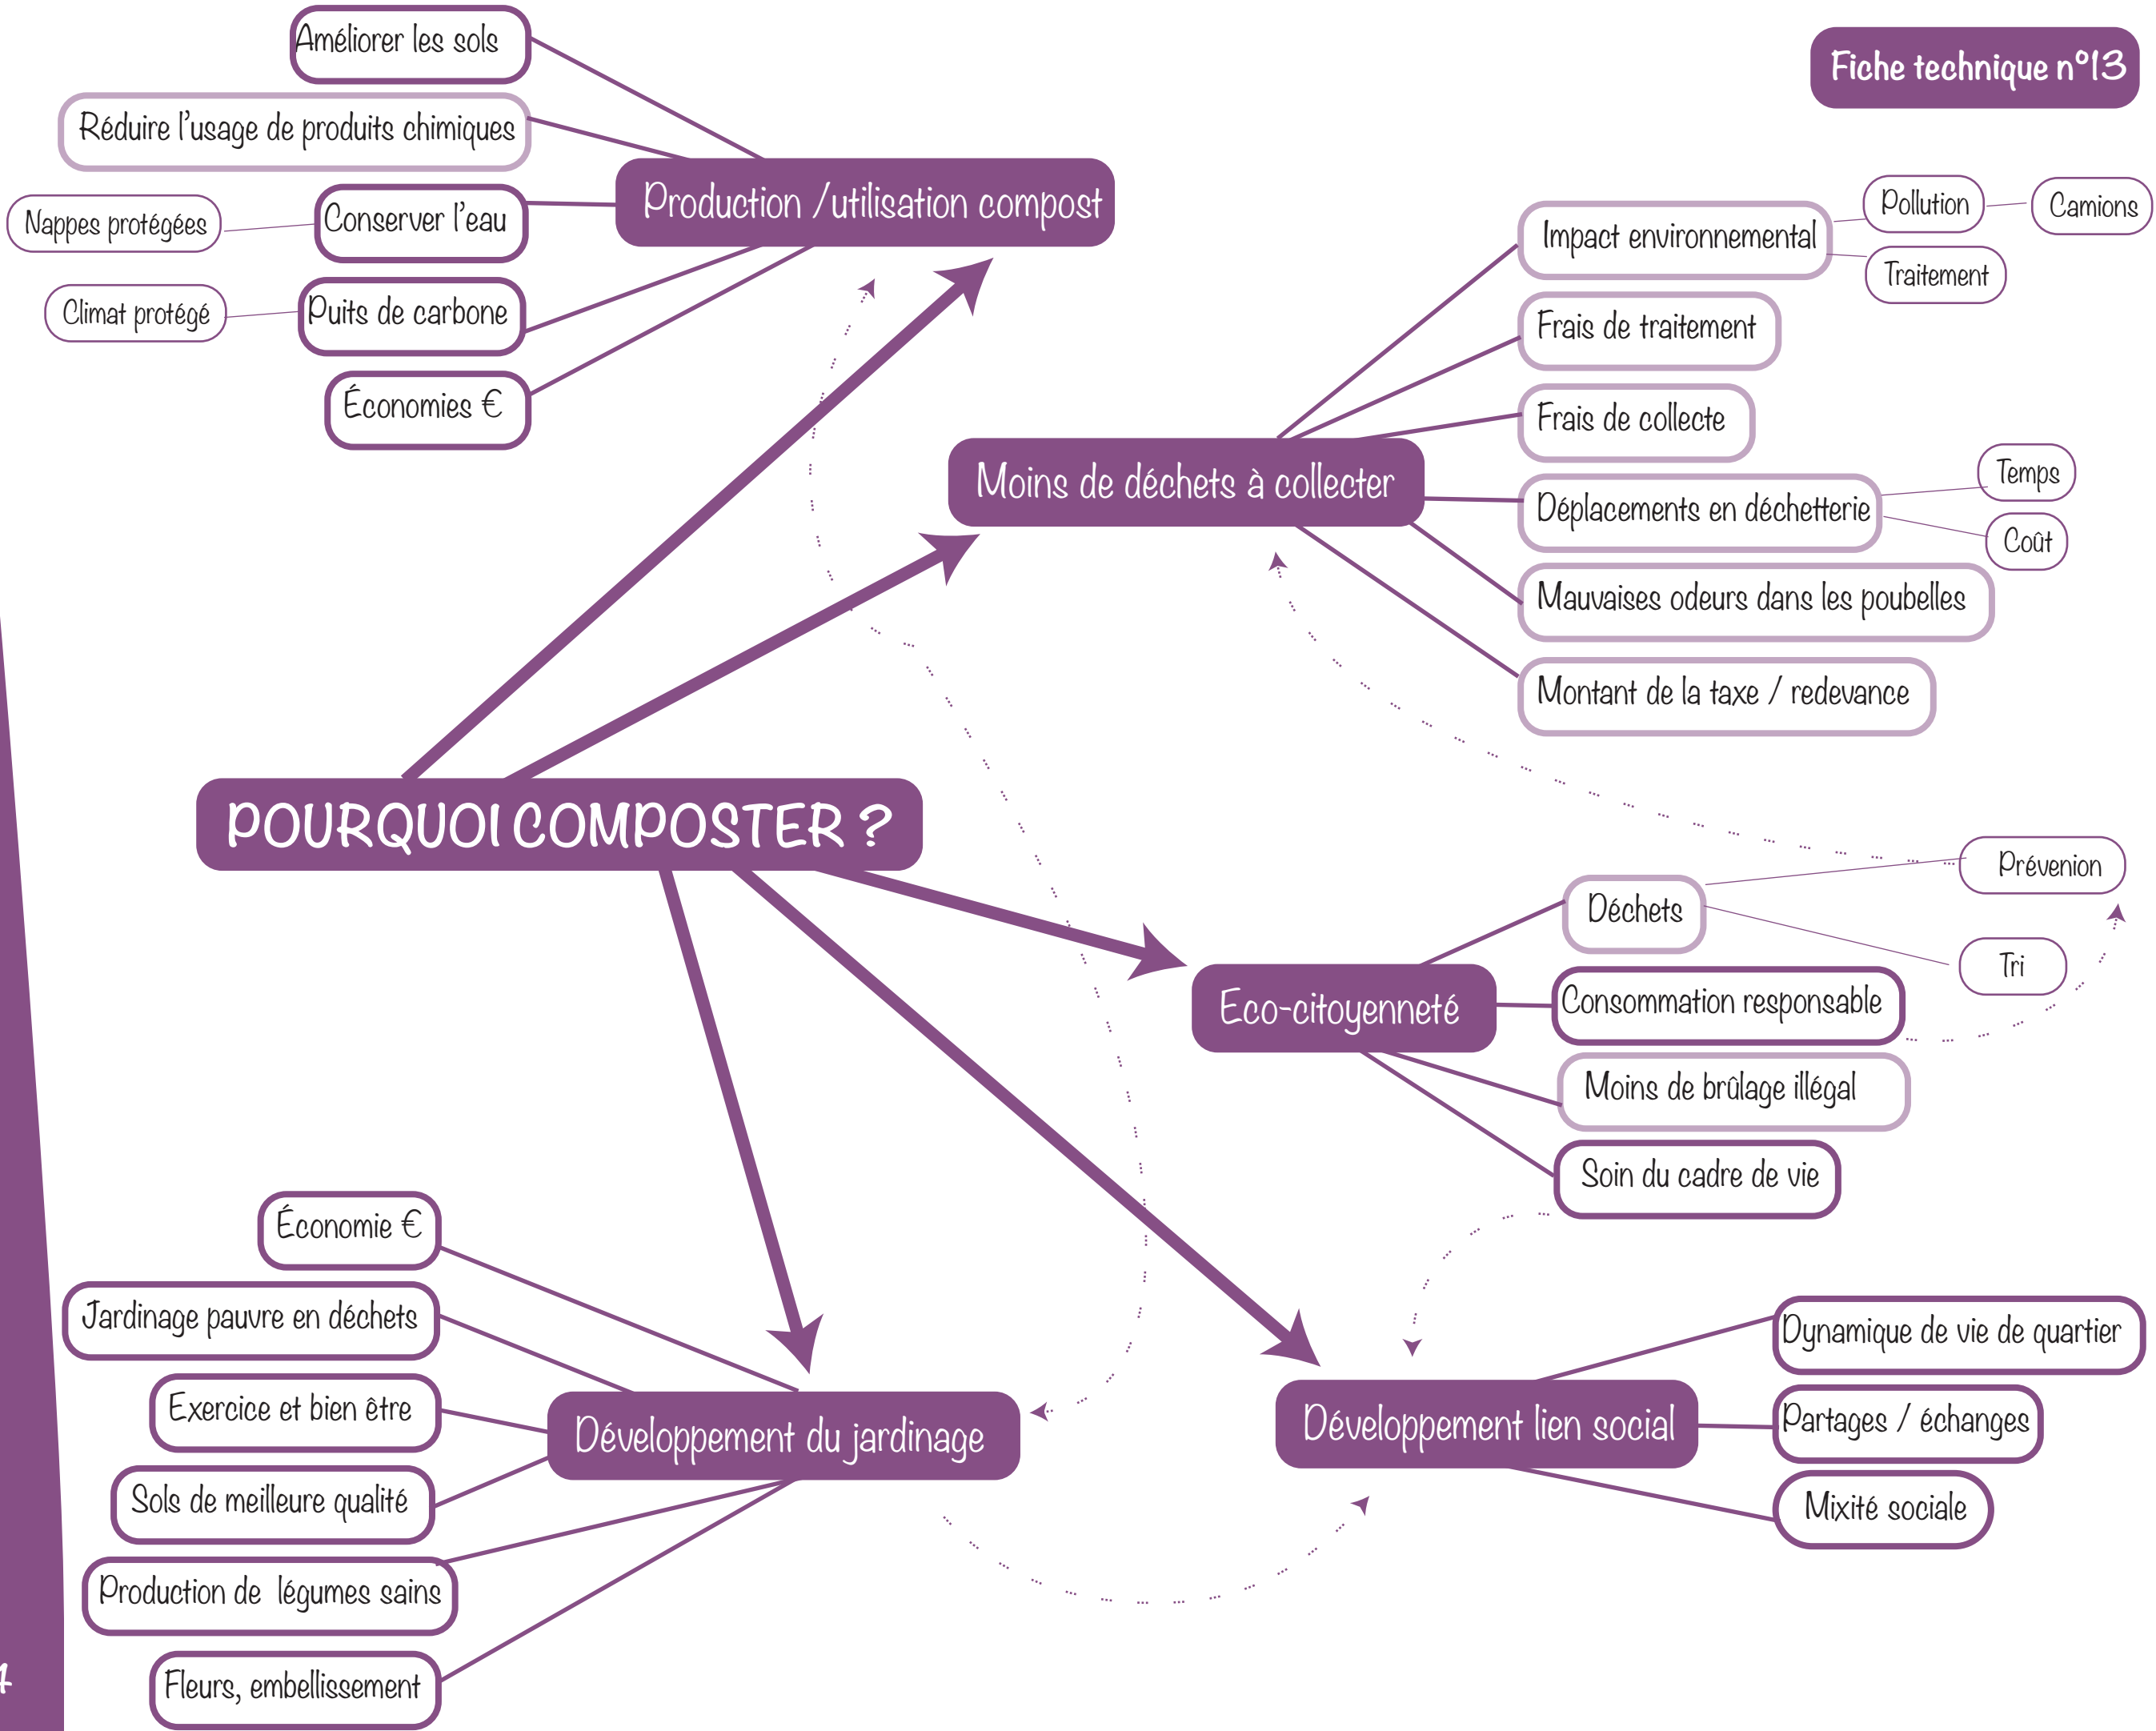 Fiche technique n°13
Améliorer les sols
Réduire l'usage de produits chimiques
Conserver l'eau
Nappes protégées
Puits de carbone
Climat protégé
Économies €
Production /utilisation compost
Moins de déchets à collecter
Impact environnemental
Pollution
Camions
Traitement
Frais de traitement
Frais de collecte
Déplacements en déchetterie
Temps
Coût
Mauvaises odeurs dans les poubelles
Montant de la taxe / redevance
POURQUOI COMPOSTER ?
Eco-citoyenneté
Déchets
Prévenion
Tri
Consommation responsable
Moins de brûlage illégal
Soin du cadre de vie
Économie €
Jardinage pauvre en déchets
Exercice et bien être
Sols de meilleure qualité
Production de légumes sains
Fleurs, embellissement
Développement du jardinage
Développement lien social
Dynamique de vie de quartier
Partages / échanges
Mixité sociale